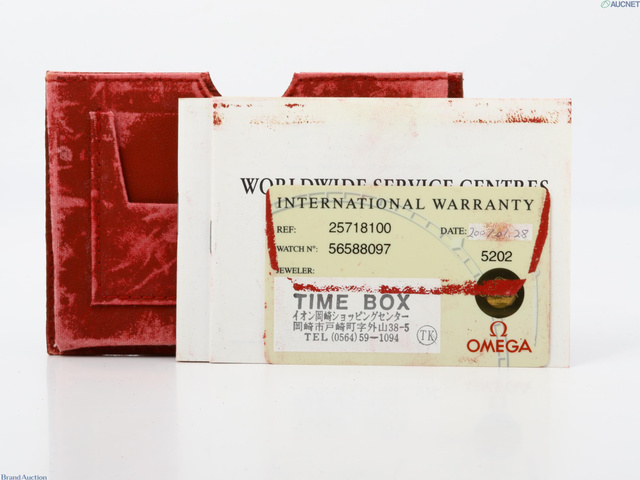 AUCNET
WORLDWIDE SERVICE CENTRES
INTERNATIONAL WARRANTY
REF: 25718100 DATE:
WATCH Nº: 56588097 5202
JEWELER:
TIME BOX
イオン岡崎ショッピングセンター
岡崎市戸崎町字外山38-5
TEL (0564) 59-1094 TK
Ω
OMEGA
Brand Auction